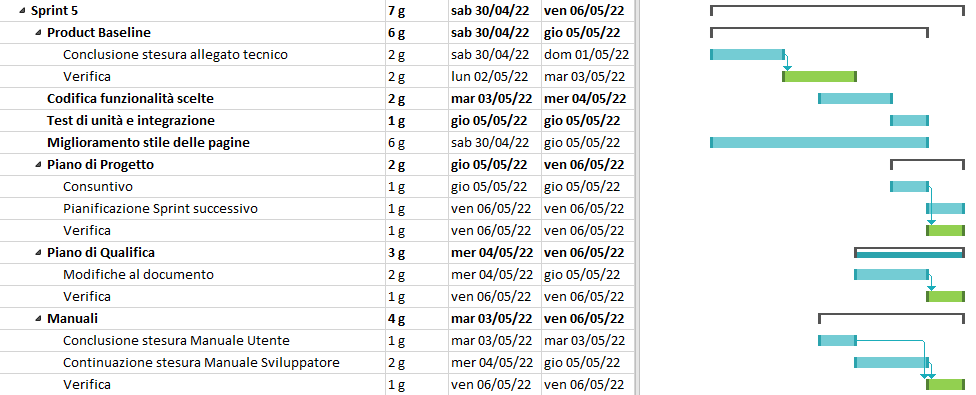 Sprint 5 7 g sab 30/04/22 ven 06/05/22
Product Baseline 6 g sab 30/04/22 gio 05/05/22
Conclusione stesura allegato tecnico 2 g sab 30/04/22 dom 01/05/22
Verifica 2 g lun 02/05/22 mar 03/05/22
Codifica funzionalità scelte 2 g mar 03/05/22 mer 04/05/22
Test di unità e integrazione 1 g gio 05/05/22 gio 05/05/22
Miglioramento stile delle pagine 6 g sab 30/04/22 gio 05/05/22
Piano di Progetto 2 g gio 05/05/22 ven 06/05/22
Consuntivo 1 g gio 05/05/22 gio 05/05/22
Pianificazione Sprint successivo 1 g ven 06/05/22 ven 06/05/22
Verifica 1 g ven 06/05/22 ven 06/05/22
Piano di Qualifica 3 g mer 04/05/22 ven 06/05/22
Modifiche al documento 2 g mer 04/05/22 gio 05/05/22
Verifica 1 g ven 06/05/22 ven 06/05/22
Manuali 4 g mar 03/05/22 ven 06/05/22
Conclusione stesura Manuale Utente 1 g mar 03/05/22 mar 03/05/22
Continuazione stesura Manuale Sviluppatore 2 g mer 04/05/22 gio 05/05/22
Verifica 1 g ven 06/05/22 ven 06/05/22